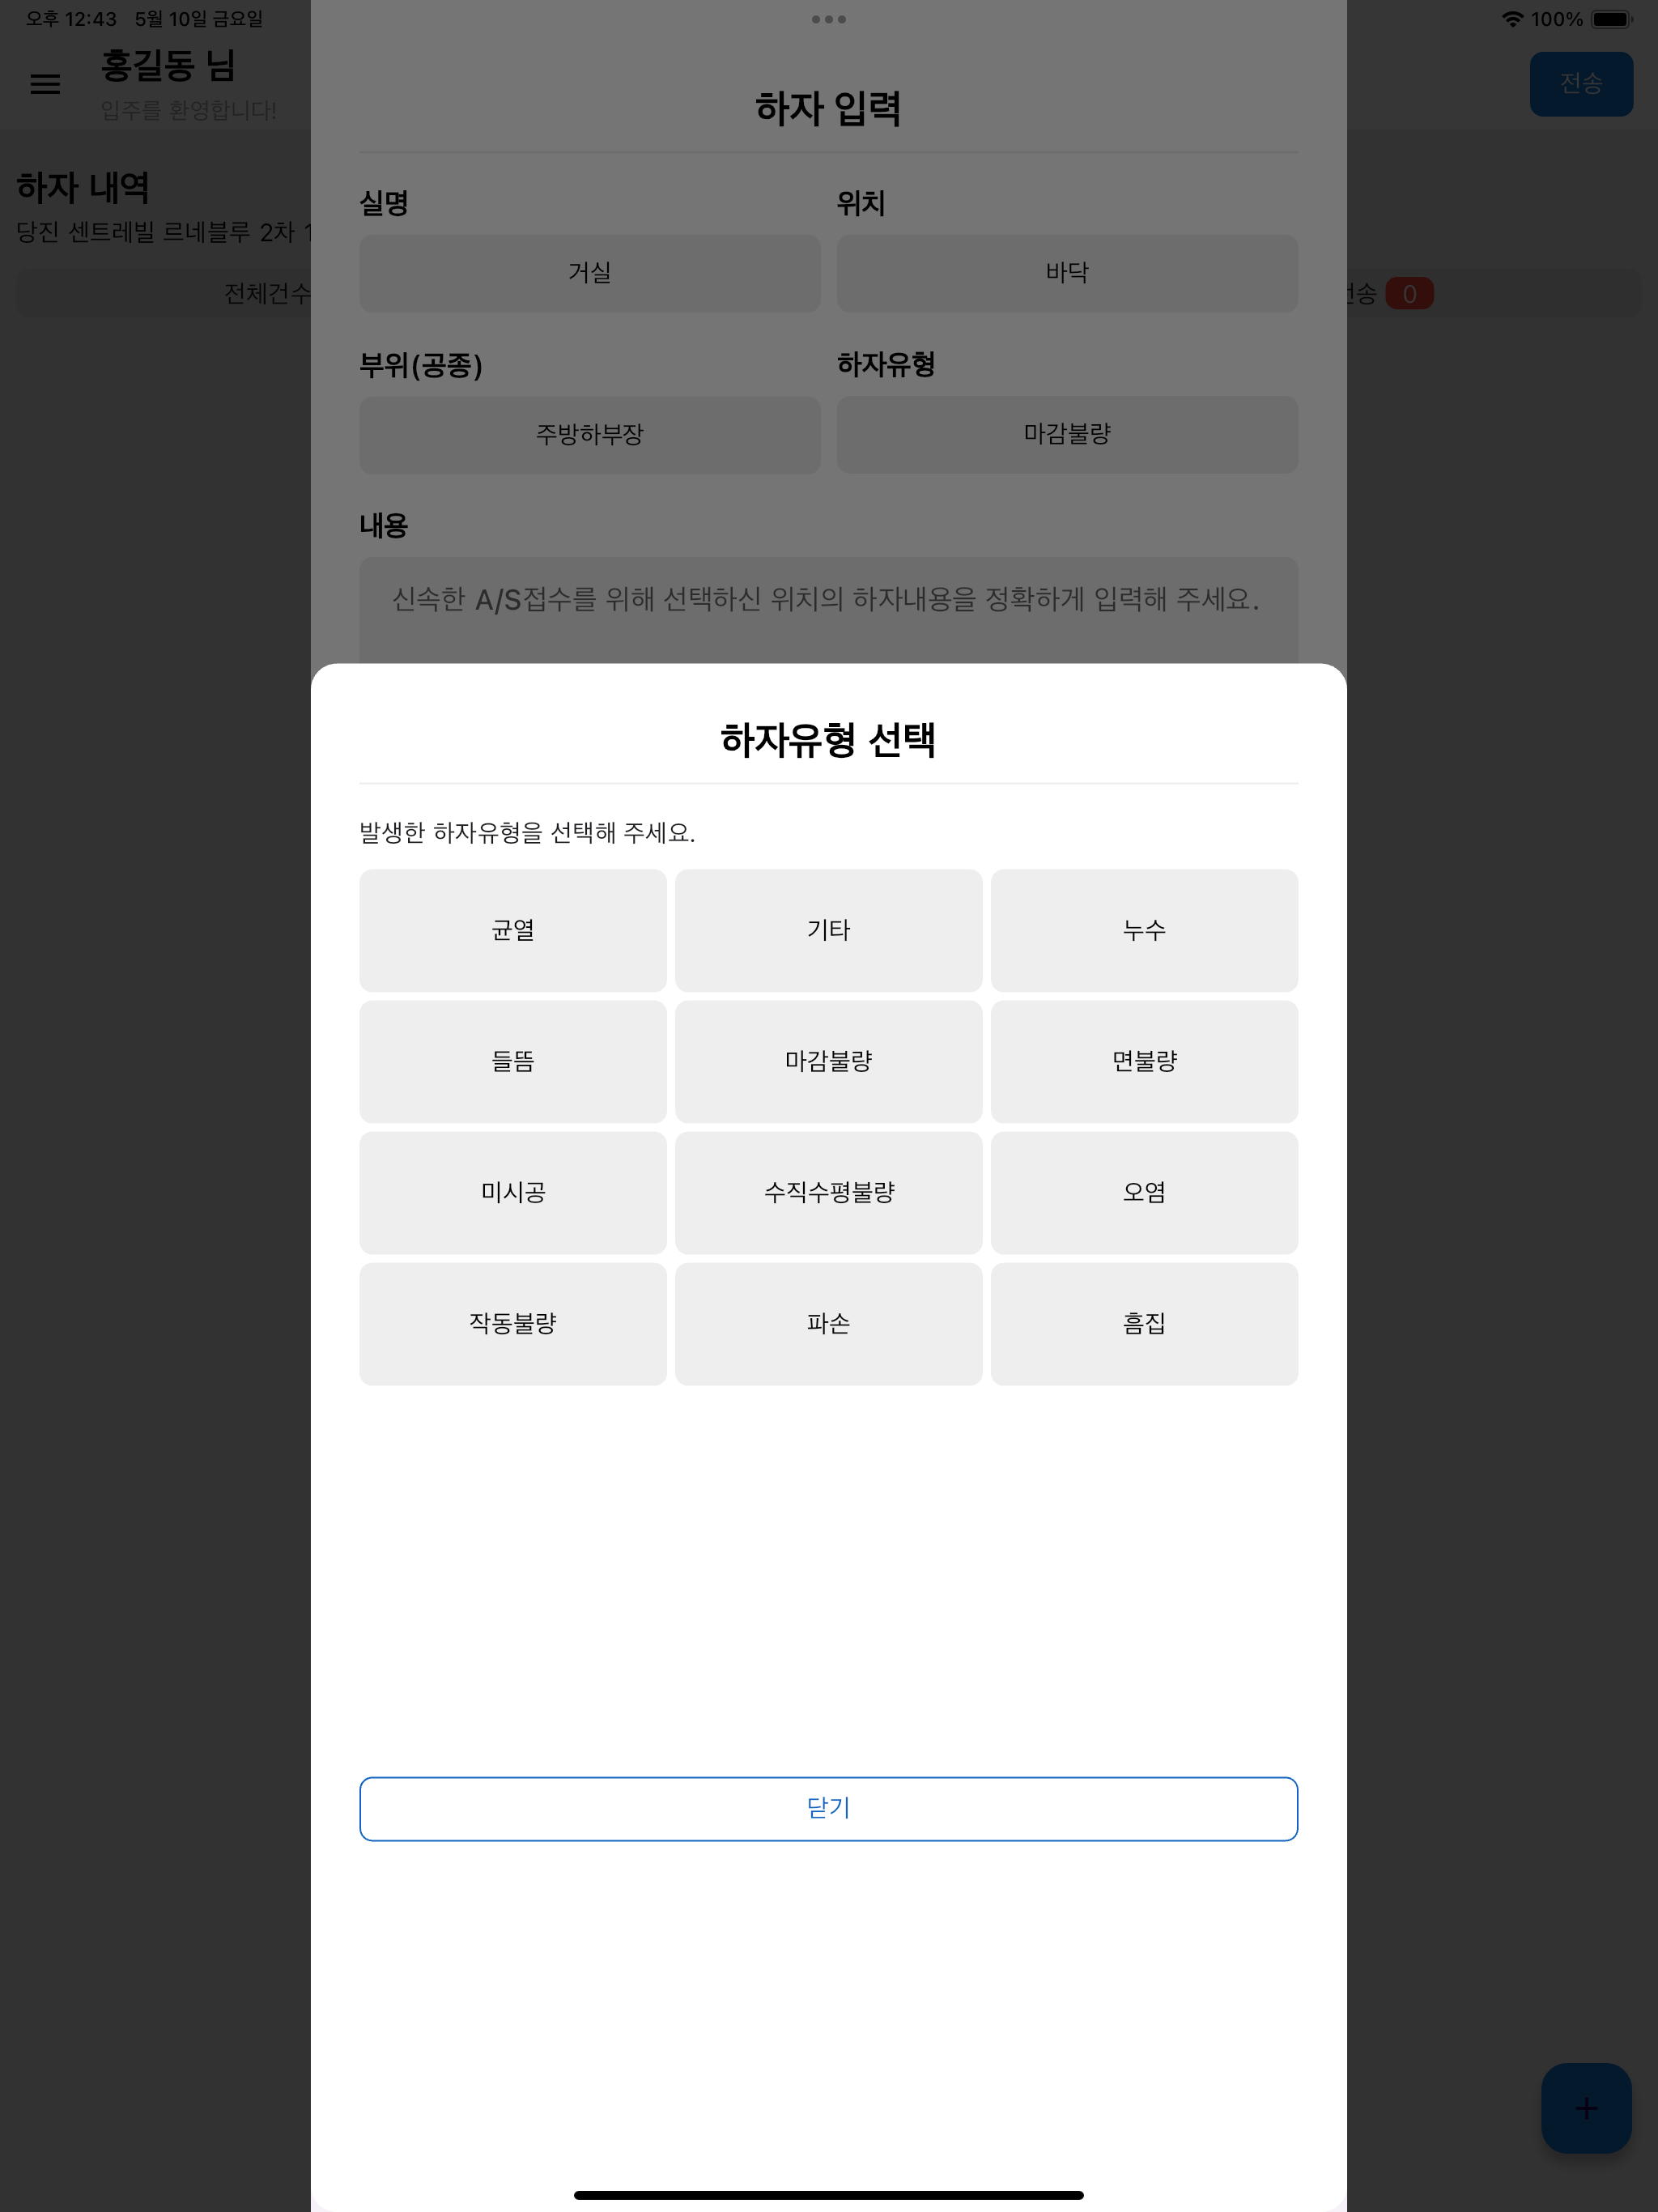 오후 12:43 5월 10일 금요일
100%
홍길동 님
입주를 환영합니다!
전송
하자 내역
당진 센트레빌 르네블루 2차
전체건수
전송 0
하자 입력
실명 위치
거실 바닥
부위(공종) 하자유형
주방하부장 마감불량
내용
신속한 A/S접수를 위해 선택하신 위치의 하자내용을 정확하게 입력해 주세요.
하자유형 선택
발생한 하자유형을 선택해 주세요.
균열 기타 누수
들뜸 마감불량 면불량
미시공 수직수평불량 오염
작동불량 파손 흠집
닫기
+